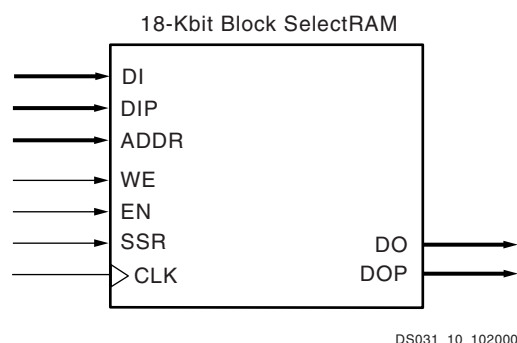 18-Kbit Block SelectRAM
DI
DIP
ADDR
WE
EN
SSR
CLK
DO
DOP
DS031_10_102000